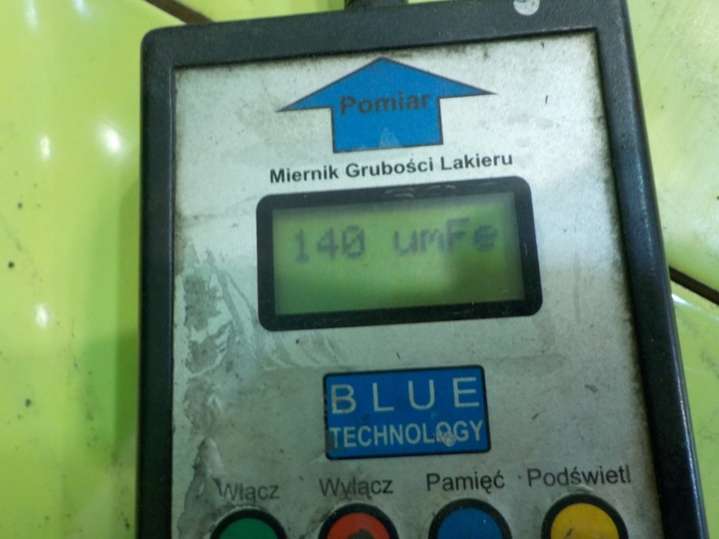 Pomiar
Miernik Grubości Lakieru
140 umFe
BLUE
TECHNOLOGY
Włącz Wyłącz Pamięć Podświetl